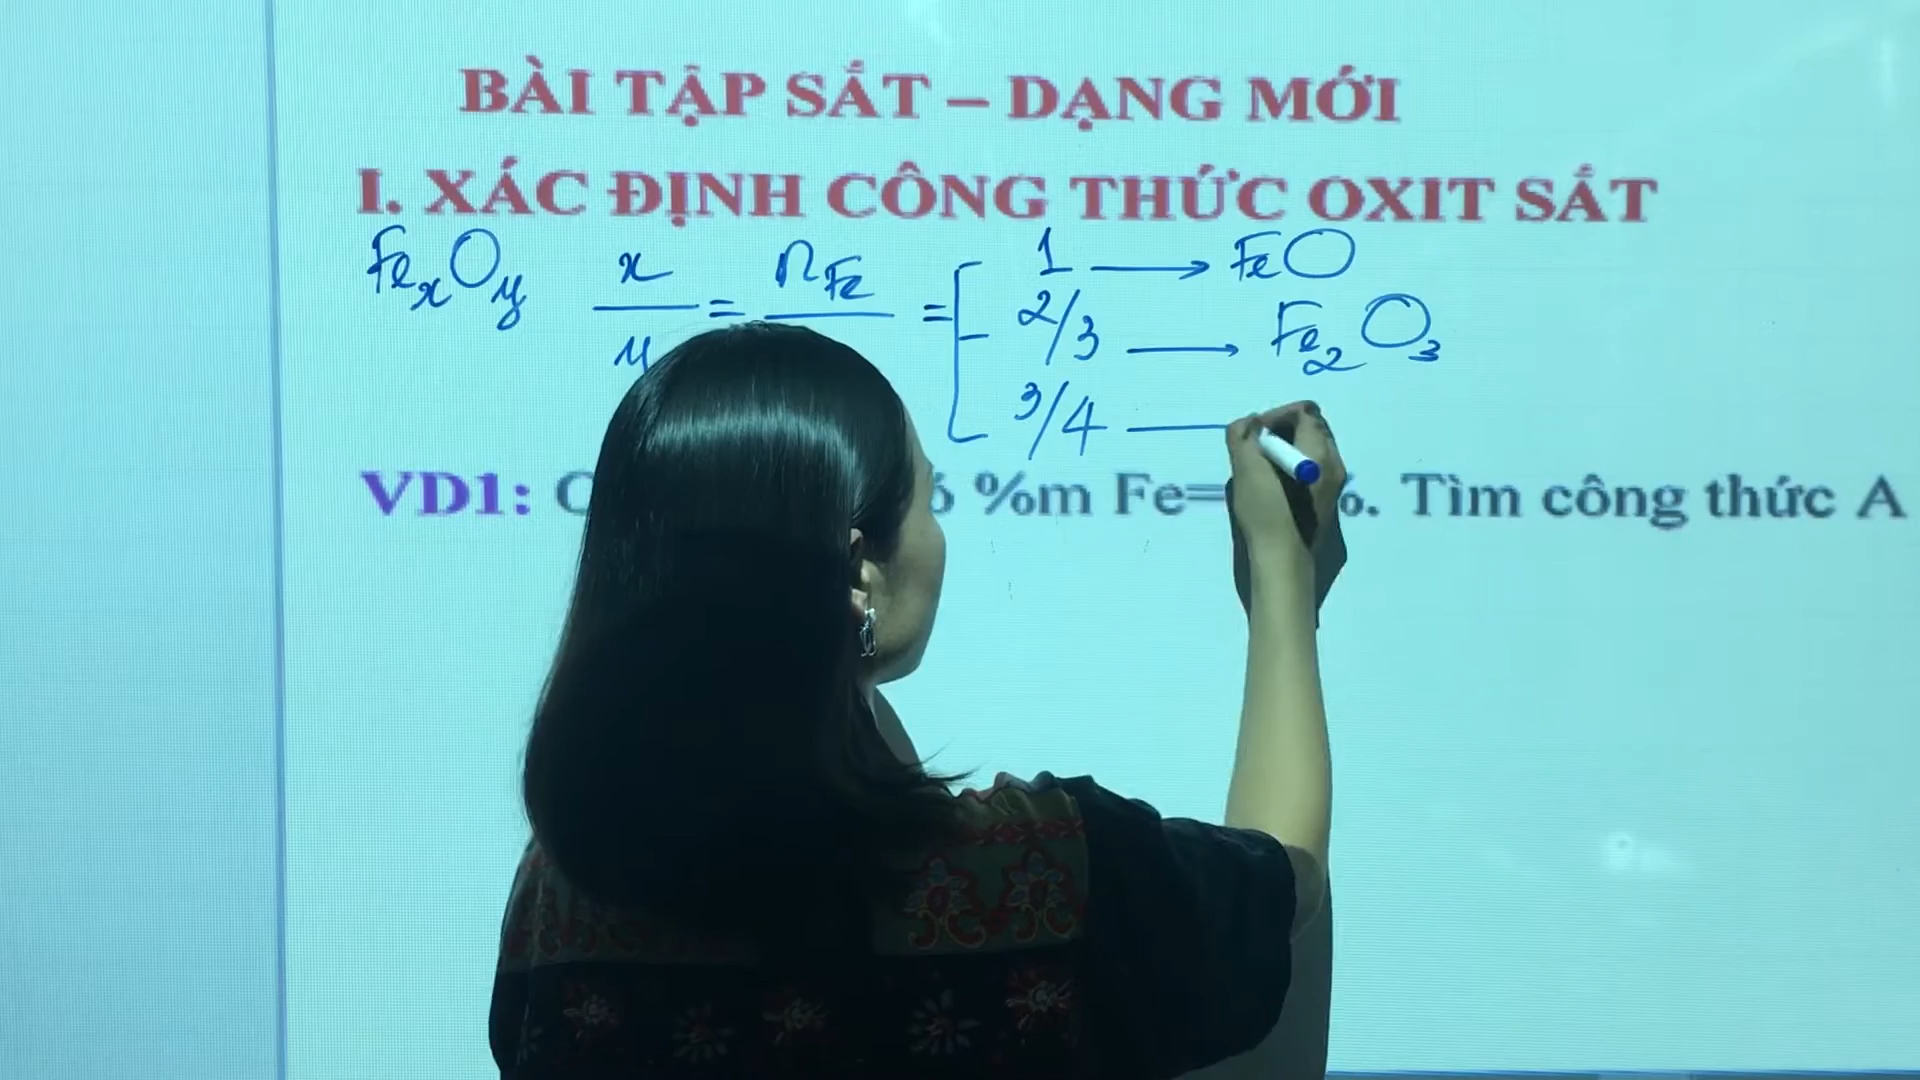 BÀI TẬP SẮT – DẠNG MỚI
I. XÁC ĐỊNH CÔNG THỨC OXIT SẮT
FexOy x/y = nFe = 1 → FeO
2/3 → Fe2O3
3/4
VD1: %m Fe= %. Tìm công thức A